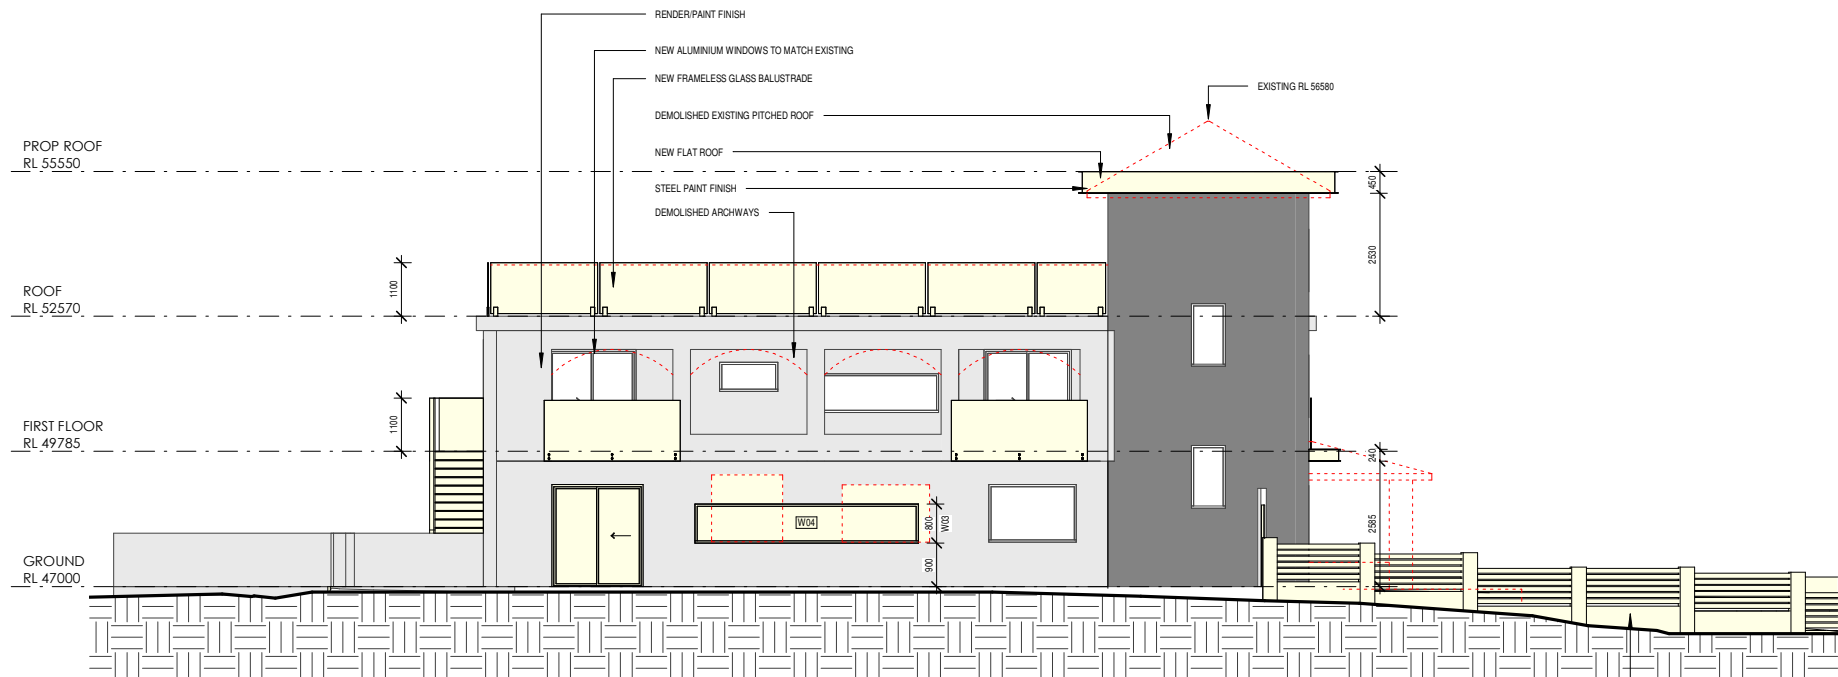 RENDER/PAINT FINISH
NEW ALUMINIUM WINDOWS TO MATCH EXISTING
NEW FRAMELESS GLASS BALUSTRADE
EXISTING RL 56580
DEMOLISHED EXISTING PITCHED ROOF
PROP ROOF
RL 55550
NEW FLAT ROOF
STEEL PAINT FINISH
450
DEMOLISHED ARCHWAYS
2530
1100
ROOF
RL 52570
1100
FIRST FLOOR
RL 49785
240
W04
800
W03
2585
900
GROUND
RL 47000